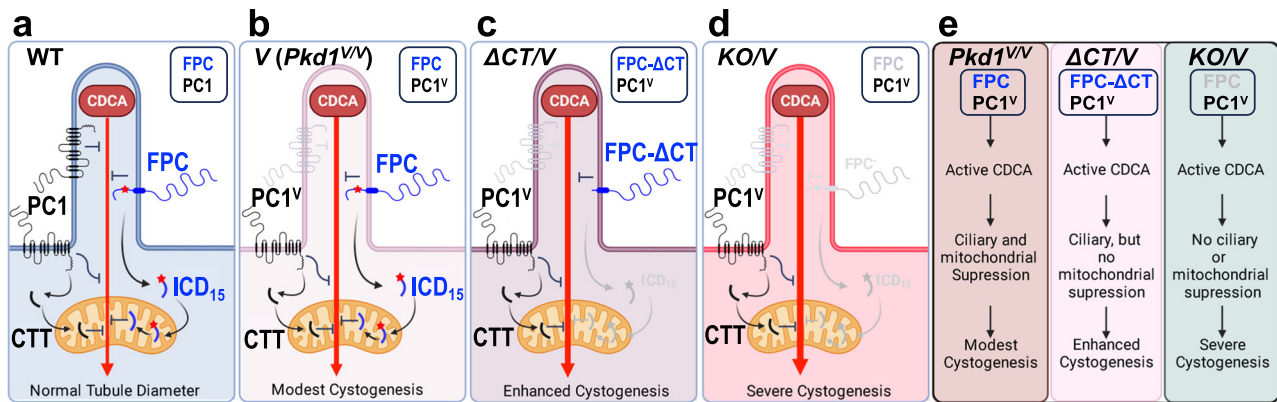 a
WT
FPC
PC1
CDCA
FPC
PC1
ICD15
CTT
Normal Tubule Diameter
b
V (Pkd1V/V)
FPC
PC1V
CDCA
FPC
PC1V
ICD15
CTT
Modest Cystogenesis
c
ΔCT/V
FPC-ΔCT
PC1V
CDCA
FPC-ΔCT
PC1V
ICD15
CTT
Enhanced Cystogenesis
d
KO/V
FPC
PC1V
CDCA
FPC-
PC1V
ICD15
CTT
Severe Cystogenesis
e
Pkd1V/V
FPC
PC1V
Active CDCA
Ciliary and
mitochondrial
Supression
Modest
Cystogenesis
ΔCT/V
FPC-ΔCT
PC1V
Active CDCA
Ciliary, but
no
mitochondrial
supression
Enhanced
Cystogenesis
KO/V
FPC
PC1V
Active CDCA
No ciliary
or
mitochondrial
supression
Severe
Cystogenesis